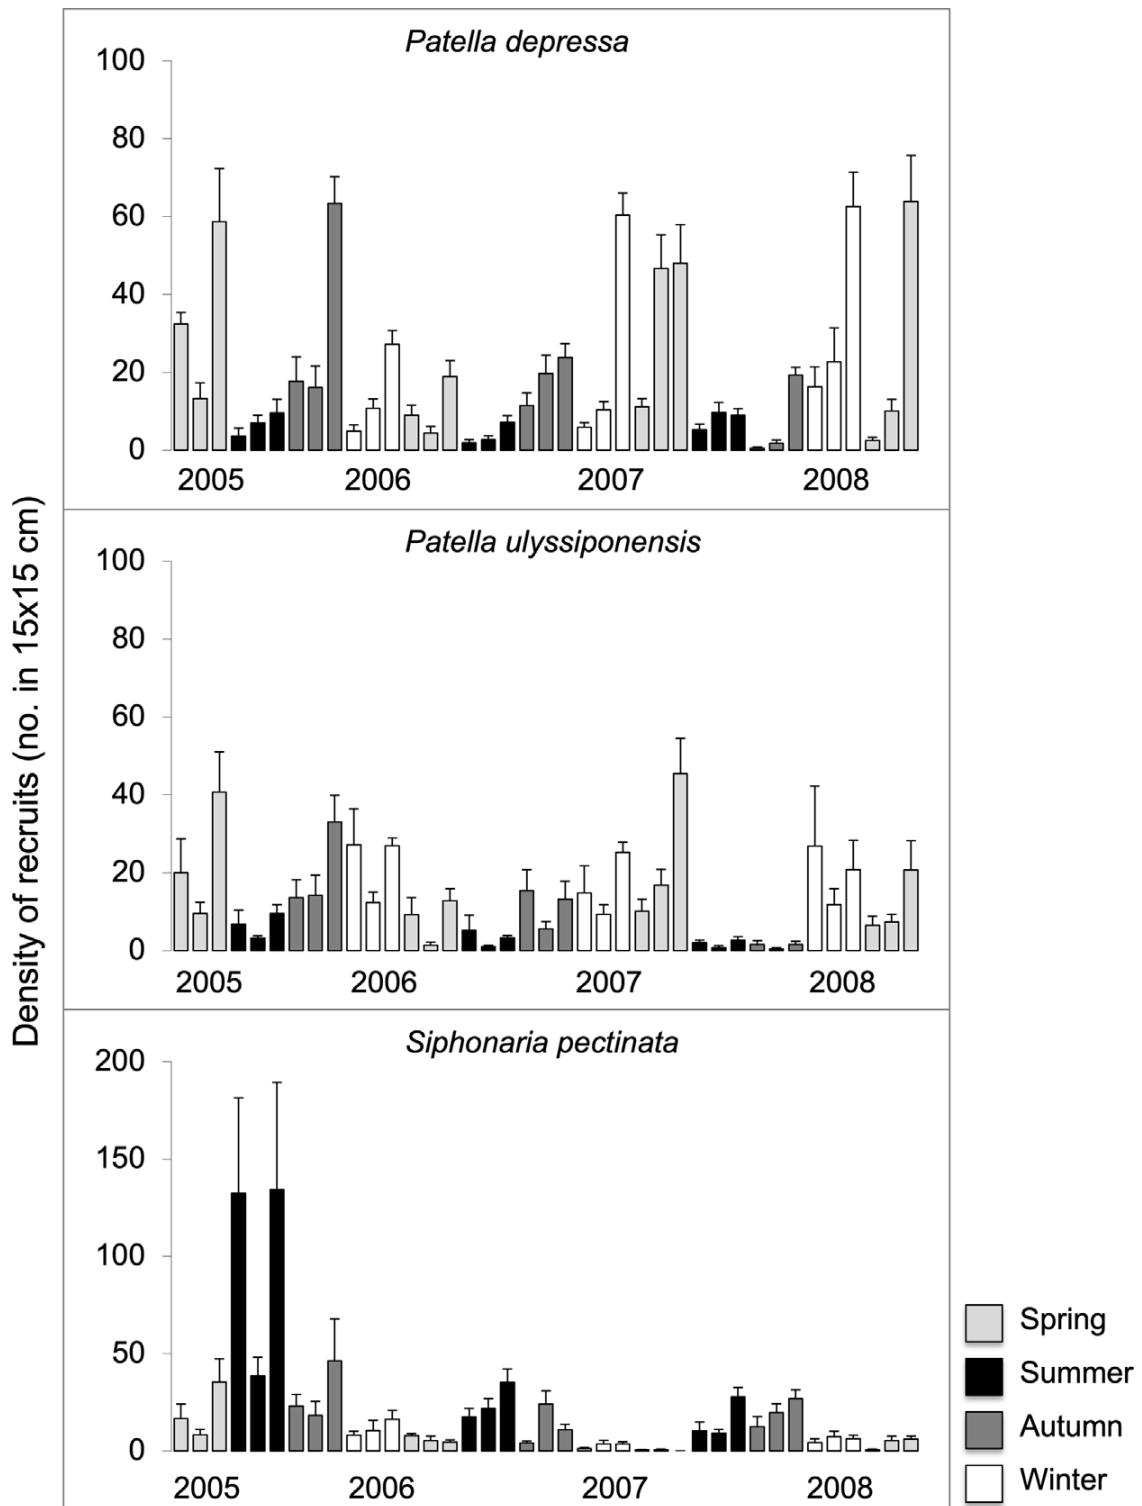 Patella depressa
100
80
60
40
20
0
2005 2006 2007 2008
Patella ulyssiponensis
100
80
60
40
20
0
2005 2006 2007 2008
Siphonaria pectinata
200
150
100
50
0
2005 2006 2007 2008
Density of recruits (no. in 15x15 cm)
Spring
Summer
Autumn
Winter